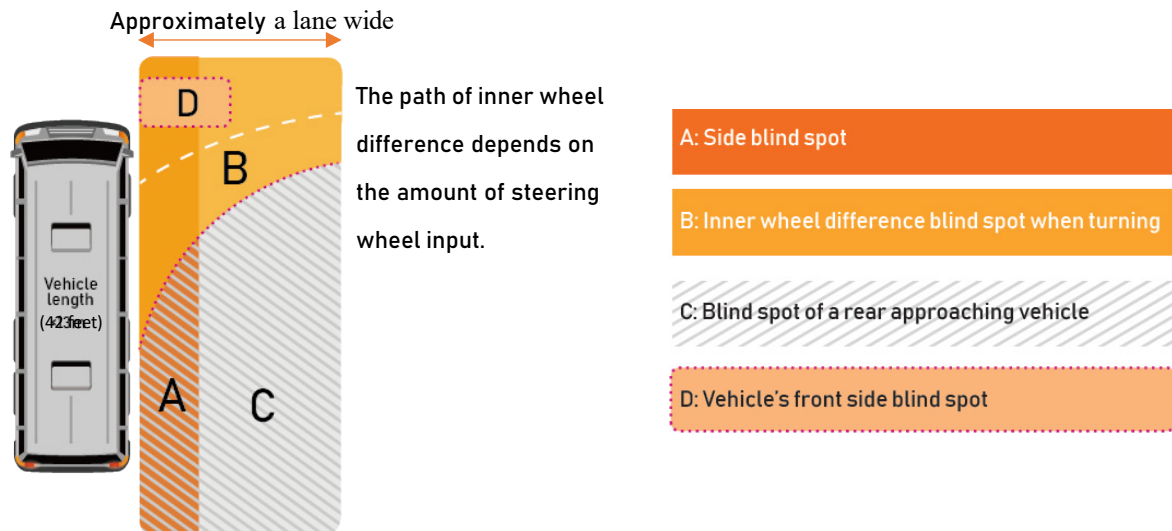 Approximately a lane wide
D
B
The path of inner wheel
difference depends on
the amount of steering
wheel input.
Vehicle
length
A
C
A: Side blind spot
B: Inner wheel difference blind spot when turning
C: Blind spot of a rear approaching vehicle
D: Vehicle's front side blind spot